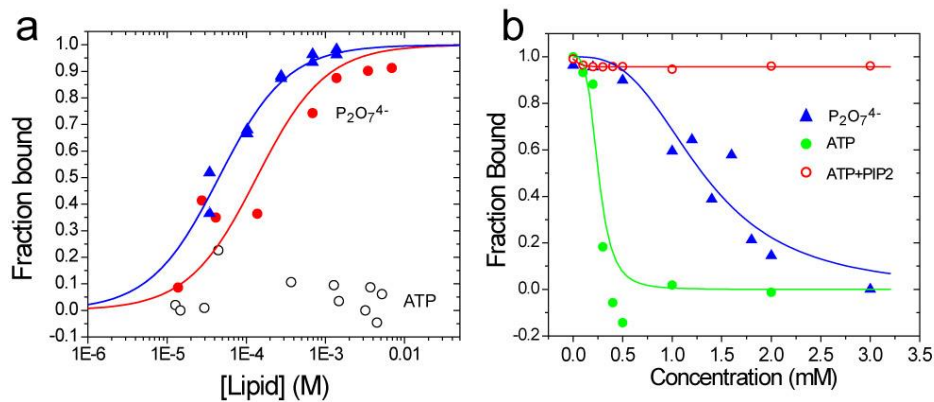 a
Fraction bound
1.0
0.9
0.8
0.7
0.6
0.5
0.4
0.3
0.2
0.1
0.0
-0.1
P₂O₇⁴⁻
ATP
1E-6 1E-5 1E-4 1E-3 0.01
[Lipid] (M)
b
Fraction Bound
1.0
0.8
0.6
0.4
0.2
0.0
-0.2
P₂O₇⁴⁻
ATP
ATP+PIP2
0.0 0.5 1.0 1.5 2.0 2.5 3.0 3.5
Concentration (mM)